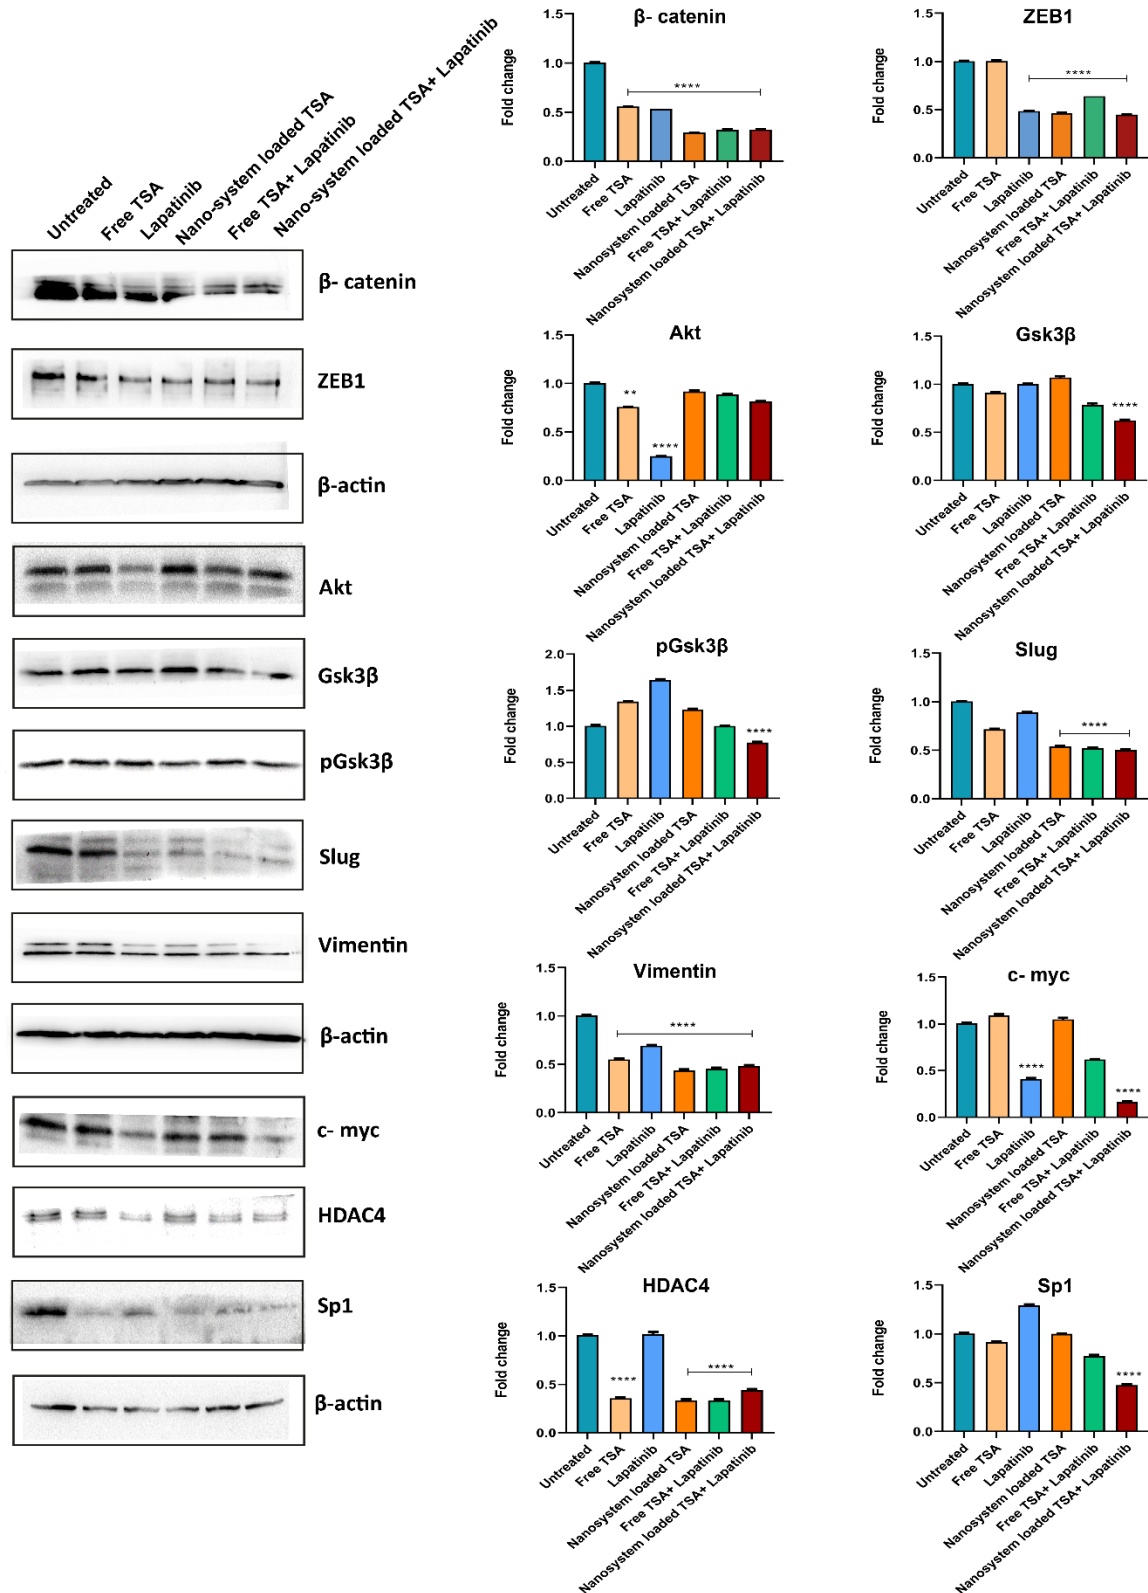 Untreated
Free TSA
Lapatinib
Nano-system loaded TSA
Free TSA+ Lapatinib
Nano-system loaded TSA+ Lapatinib
β- catenin
ZEB1
β-actin
Akt
Gsk3β
pGsk3β
Slug
Vimentin
β-actin
c- myc
HDAC4
Sp1
β-actin
β- catenin
Fold change
1.5
1.0
0.5
0.0
****
Untreated
Free TSA
Lapatinib
Nanosystem loaded TSA
Free TSA+ Lapatinib
Nanosystem loaded TSA+ Lapatinib
ZEB1
Fold change
1.5
1.0
0.5
0.0
****
Untreated
Free TSA
Lapatinib
Nanosystem loaded TSA
Free TSA+ Lapatinib
Nanosystem loaded TSA+ Lapatinib
Akt
Fold change
1.5
1.0
0.5
0.0
**
****
Untreated
Free TSA
Lapatinib
Nanosystem loaded TSA
Free TSA+ Lapatinib
Nanosystem loaded TSA+ Lapatinib
Gsk3β
Fold change
1.5
1.0
0.5
0.0
****
Untreated
Free TSA
Lapatinib
Nanosystem loaded TSA
Free TSA+ Lapatinib
Nanosystem loaded TSA+ Lapatinib
pGsk3β
Fold change
2.0
1.5
1.0
0.5
0.0
****
Untreated
Free TSA
Lapatinib
Nanosystem loaded TSA
Free TSA+ Lapatinib
Nanosystem loaded TSA+ Lapatinib
Slug
Fold change
1.5
1.0
0.5
0.0
****
Untreated
Free TSA
Lapatinib
Nanosystem loaded TSA
Free TSA+ Lapatinib
Nanosystem loaded TSA+ Lapatinib
Vimentin
Fold change
1.5
1.0
0.5
0.0
****
Untreated
Free TSA
Lapatinib
Nanosystem loaded TSA
Free TSA+ Lapatinib
Nanosystem loaded TSA+ Lapatinib
c- myc
Fold change
1.5
1.0
0.5
0.0
****
****
Untreated
Free TSA
Lapatinib
Nanosystem loaded TSA
Free TSA+ Lapatinib
Nanosystem loaded TSA+ Lapatinib
HDAC4
Fold change
1.5
1.0
0.5
0.0
****
****
Untreated
Free TSA
Lapatinib
Nanosystem loaded TSA
Free TSA+ Lapatinib
Nanosystem loaded TSA+ Lapatinib
Sp1
Fold change
1.5
1.0
0.5
0.0
****
Untreated
Free TSA
Lapatinib
Nanosystem loaded TSA
Free TSA+ Lapatinib
Nanosystem loaded TSA+ Lapatinib